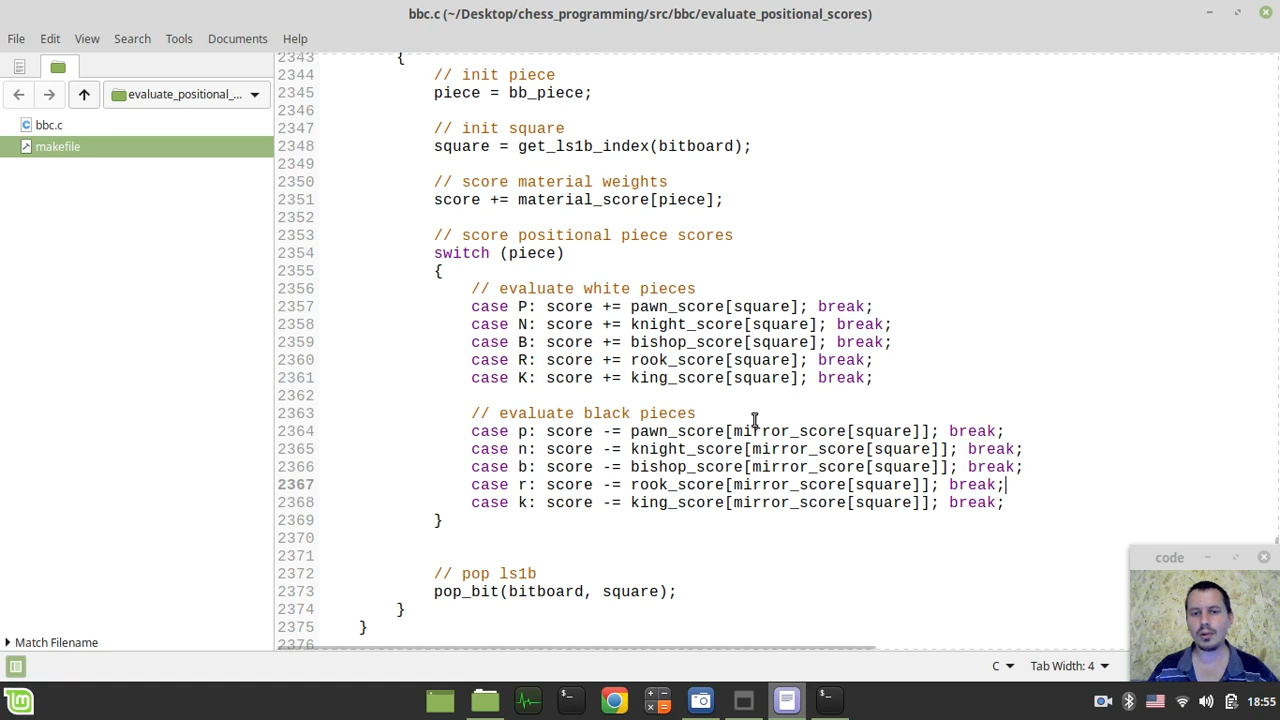 bbc.c (~/Desktop/chess_programming/src/bbc/evaluate_positional_scores)
File Edit View Search Tools Documents Help
evaluate_positional_...
bbc.c
makefile
Match Filename
2343 {
2344 // init piece
2345 piece = bb_piece;
2346
2347 // init square
2348 square = get_ls1b_index(bitboard);
2349
2350 // score material weights
2351 score += material_score[piece];
2352
2353 // score positional piece scores
2354 switch (piece)
2355 {
2356 // evaluate white pieces
2357 case P: score += pawn_score[square]; break;
2358 case N: score += knight_score[square]; break;
2359 case B: score += bishop_score[square]; break;
2360 case R: score += rook_score[square]; break;
2361 case K: score += king_score[square]; break;
2362
2363 // evaluate black pieces
2364 case p: score -= pawn_score[mirror_score[square]]; break;
2365 case n: score -= knight_score[mirror_score[square]]; break;
2366 case b: score -= bishop_score[mirror_score[square]]; break;
2367 case r: score -= rook_score[mirror_score[square]]; break;
2368 case k: score -= king_score[mirror_score[square]]; break;
2369 }
2370
2371
2372 // pop ls1b
2373 pop_bit(bitboard, square);
2374 }
2375 }
2376
code
C Tab Width: 4
18:55